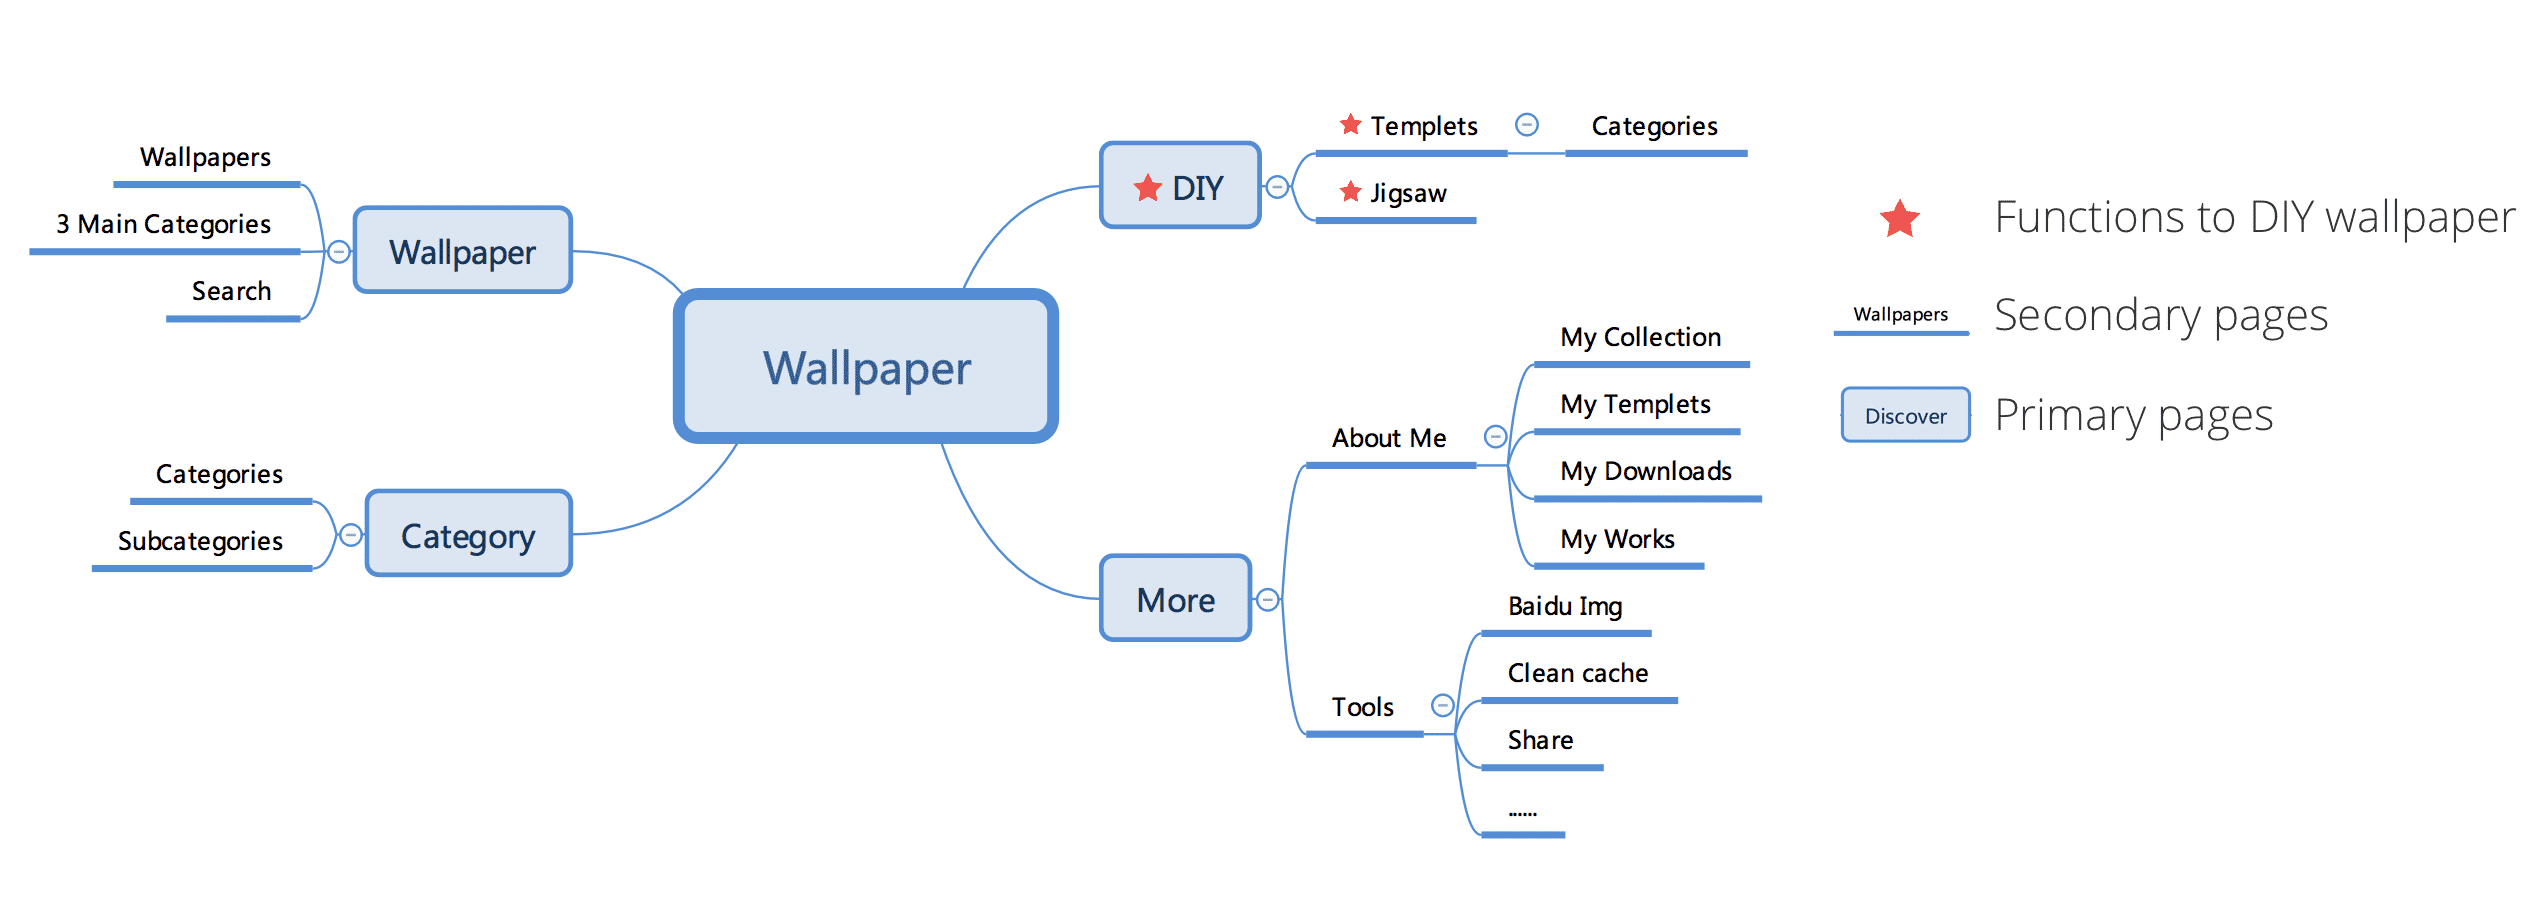 Wallpaper
Wallpaper
Wallpapers
3 Main Categories
Search
Category
Categories
Subcategories
DIY
Templets
Categories
Jigsaw
More
About Me
My Collection
My Templets
My Downloads
My Works
Tools
Baidu Img
Clean cache
Share
......
Functions to DIY wallpaper
Wallpapers
Secondary pages
Discover
Primary pages